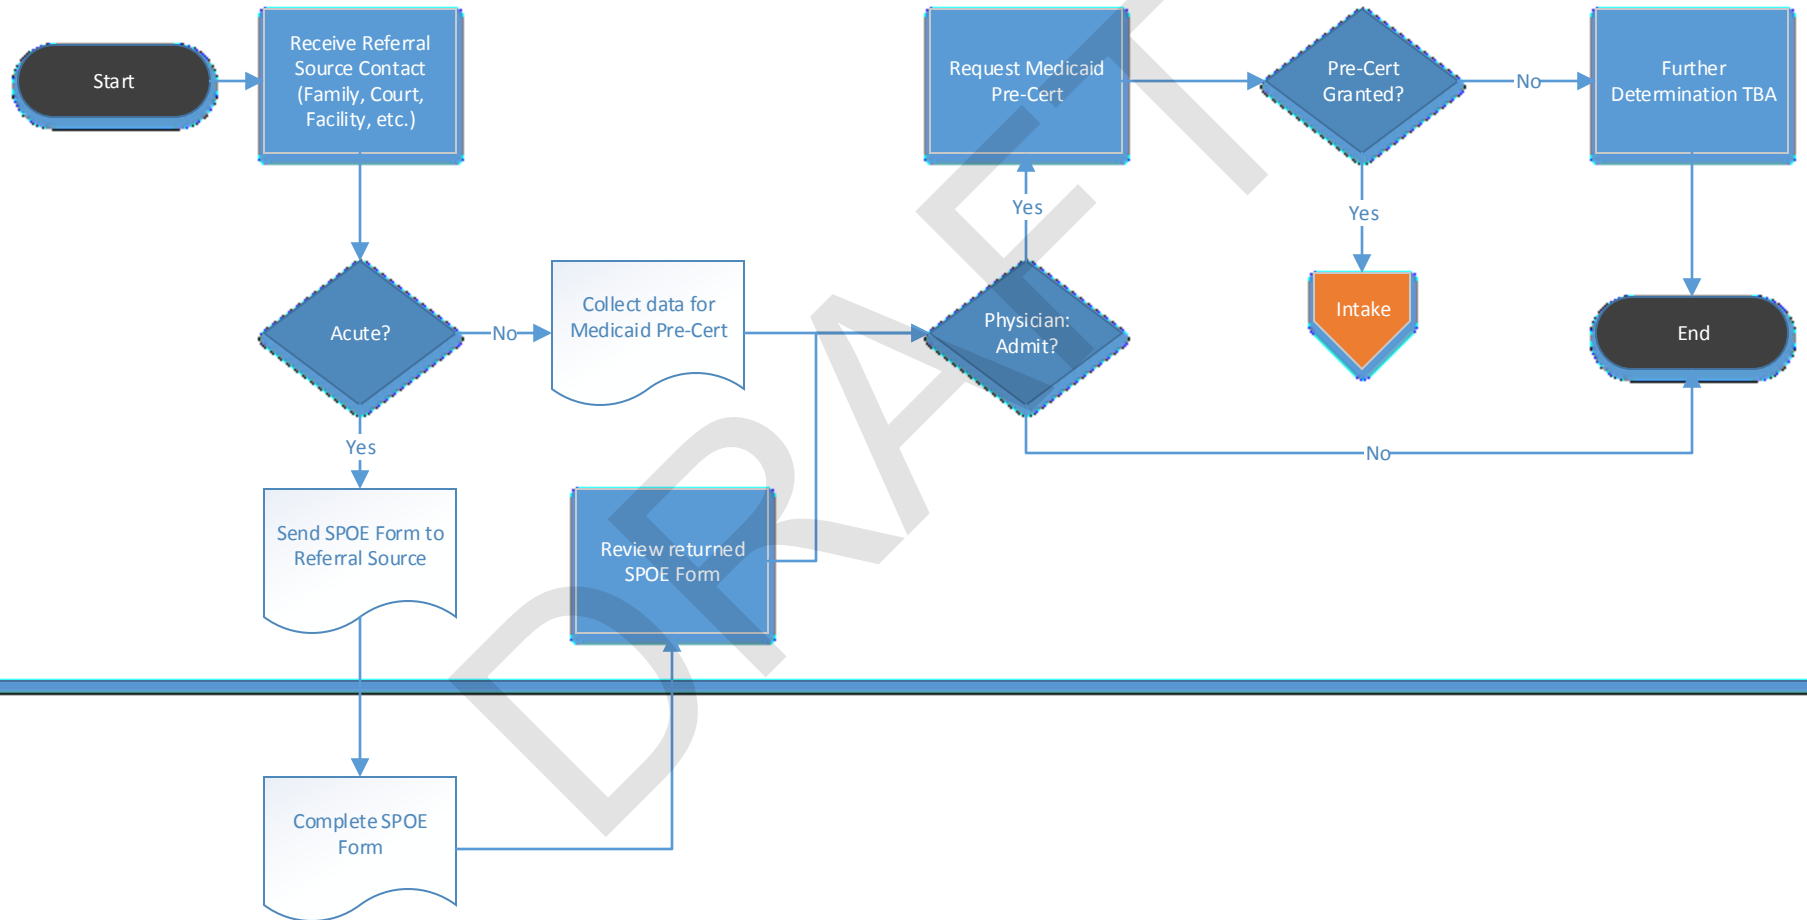 Start
Receive Referral
Source Contact
(Family, Court,
Facility, etc.)
Request Medicaid
Pre-Cert
Pre-Cert
Granted?
No
Further
Determination TBA
Yes
Yes
Intake
Acute?
No
Collect data for
Medicaid Pre-Cert
Physician:
Admit?
End
Yes
No
Send SPOE Form to
Referral Source
Review returned
SPOE Form
Complete SPOE
Form
DRAFT